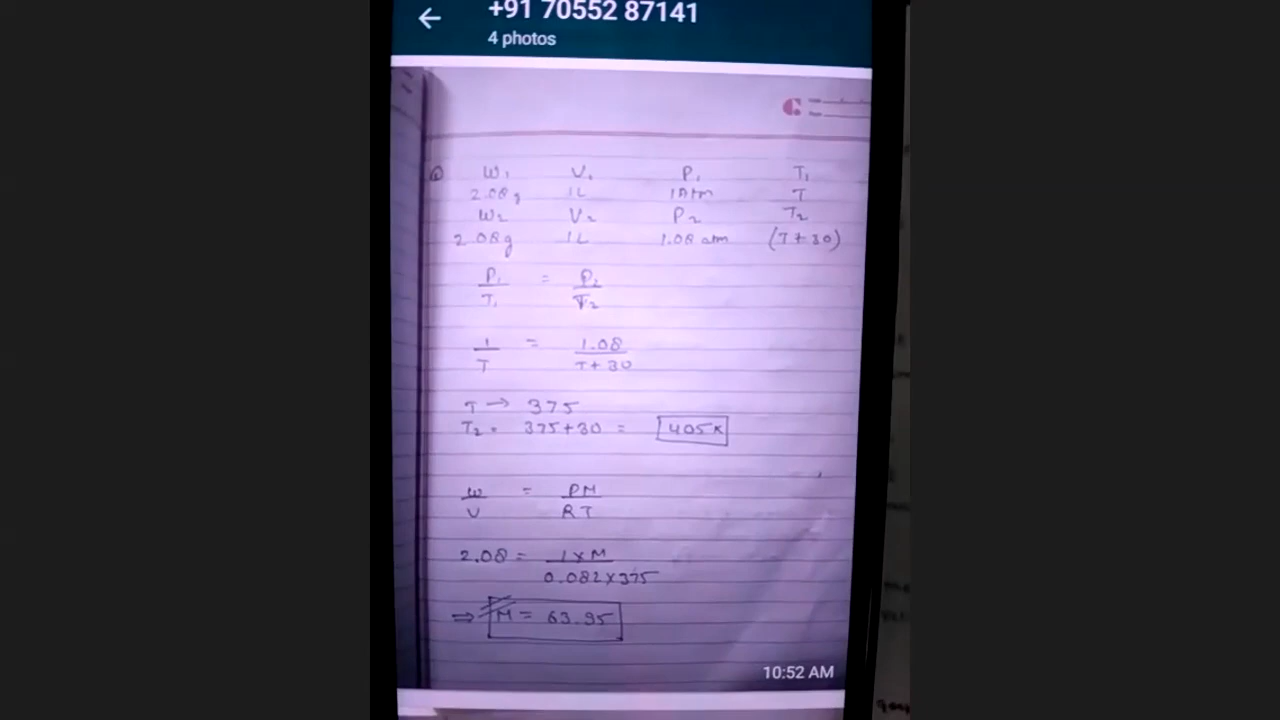 +91 70552 87141
4 photos
W₁ V₁ P₁ T₁
2.08g 1L 1Atm T
W₂ V₂ P₂ T₂
2.08g 1L 1.08 atm (T+30)
P₁/T₁ = P₂/T₂
1/T = 1.08/T+30
T → 375
T₂ = 375+30 = 405K
w/V = PM/RT
2.08 = 1×M/0.082×375
⇒ M = 63.95
10:52 AM